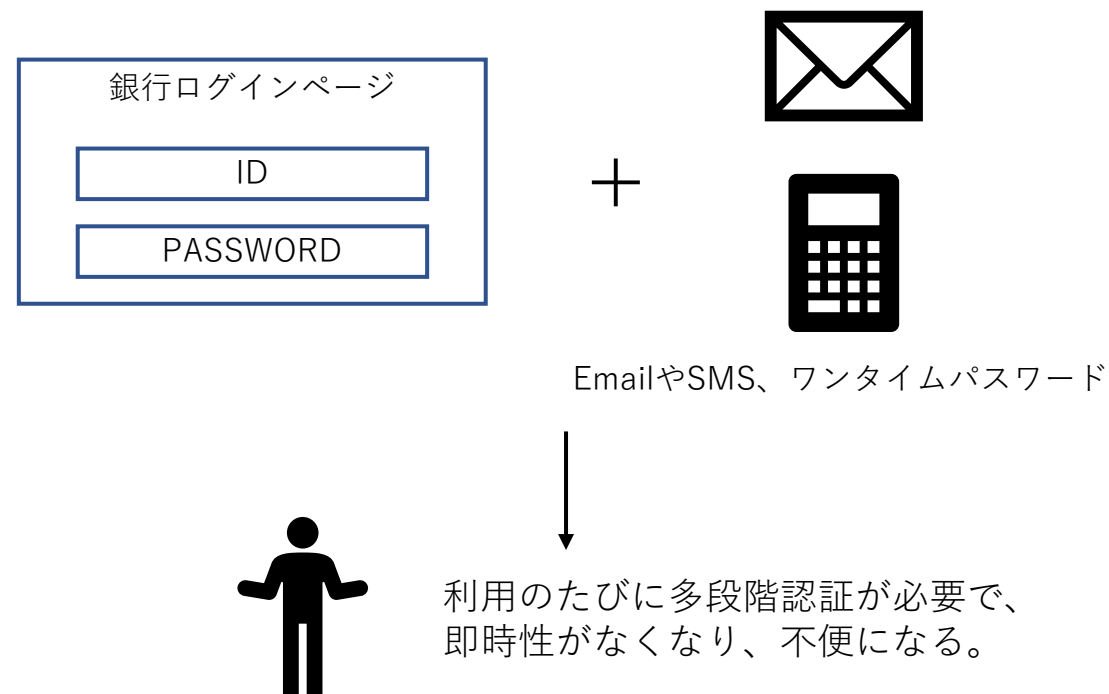 銀行ログインページ
ID
PASSWORD
EmailやSMS、ワンタイムパスワード
利用のたびに多段階認証が必要で、
即時性がなくなり、不便になる。